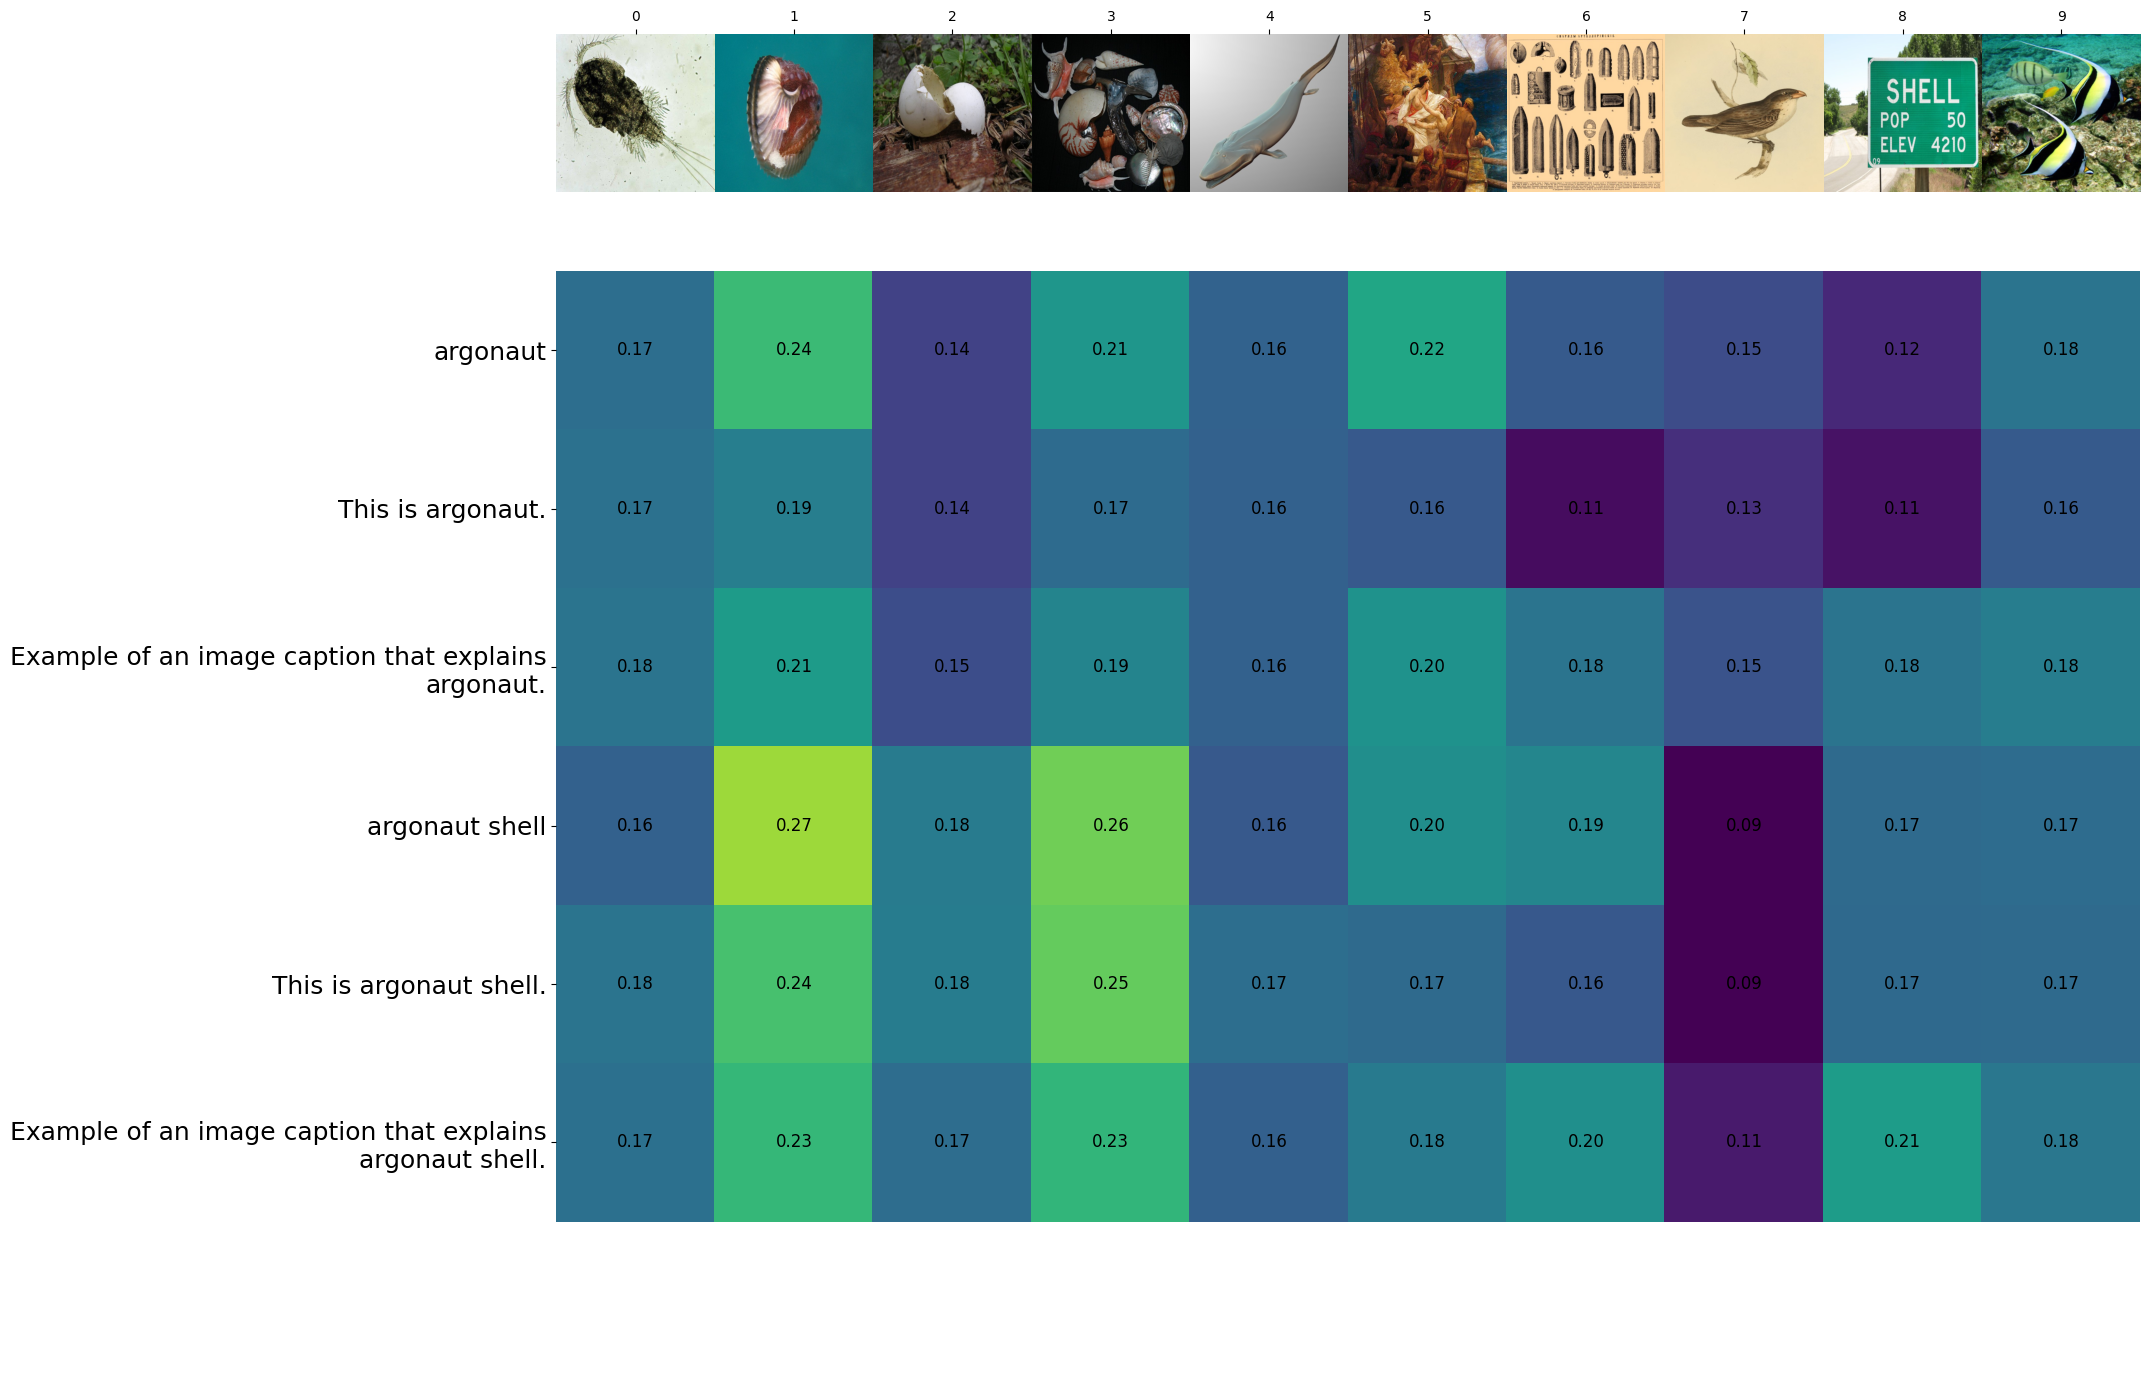 0 1 2 3 4 5 6 7 8 9
SHELL
POP 50
ELEV 4210
09
argonaut 0.17 0.24 0.14 0.21 0.16 0.22 0.16 0.15 0.12 0.18
This is argonaut. 0.17 0.19 0.14 0.17 0.16 0.16 0.11 0.13 0.11 0.16
Example of an image caption that explains
argonaut. 0.18 0.21 0.15 0.19 0.16 0.20 0.18 0.15 0.18 0.18
argonaut shell 0.16 0.27 0.18 0.26 0.16 0.20 0.19 0.09 0.17 0.17
This is argonaut shell. 0.18 0.24 0.18 0.25 0.17 0.17 0.16 0.09 0.17 0.17
Example of an image caption that explains
argonaut shell. 0.17 0.23 0.17 0.23 0.16 0.18 0.20 0.11 0.21 0.18